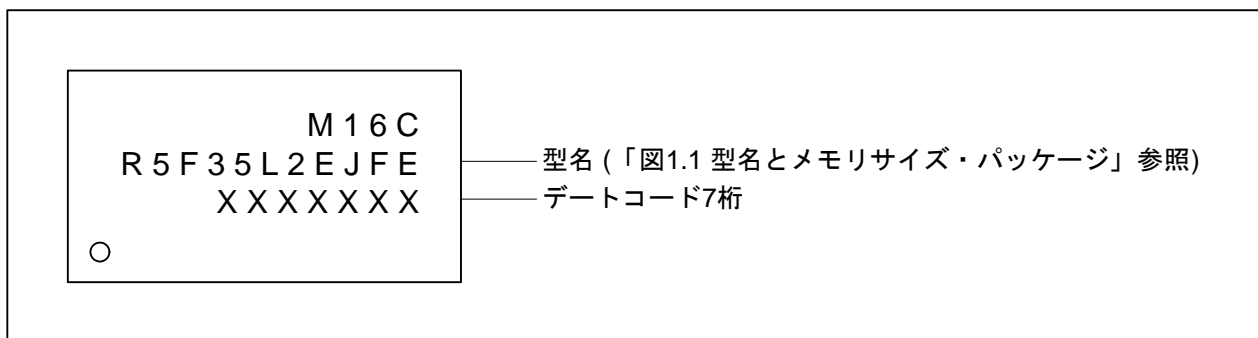 M16C
R5F35L2EJFE
型名 (「図1.1 型名とメモリサイズ・パッケージ」参照)
XXXXXXX
デートコード7桁